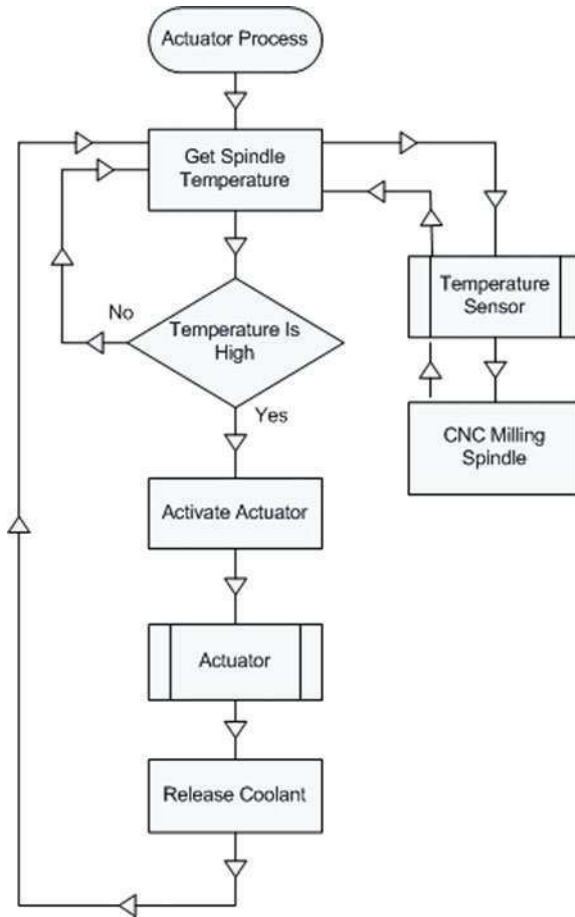 Actuator Process
Get Spindle
Temperature
Temperature
Sensor
No
Temperature Is
High
Yes
CNC Milling
Spindle
Activate Actuator
Actuator
Release Coolant